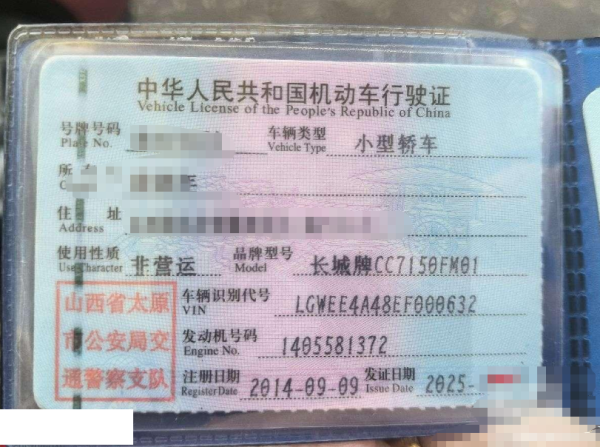 中华人民共和国机动车行驶证
Vehicle License of the People's Republic of China
号牌号码 车辆类型 小型轿车
Plate No. Vehicle Type
所
住 址
Address
使用性质 非营运 品牌型号 长城牌CC7150FM01
Use Character Model
山西省太原
市公安局交
通警察支队
车辆识别代号 LGWEE4A48EF000632
VIN
发动机号码 1405581372
Engine No.
注册日期 2014-09-09 发证日期 2025-
Register Date Issue Date